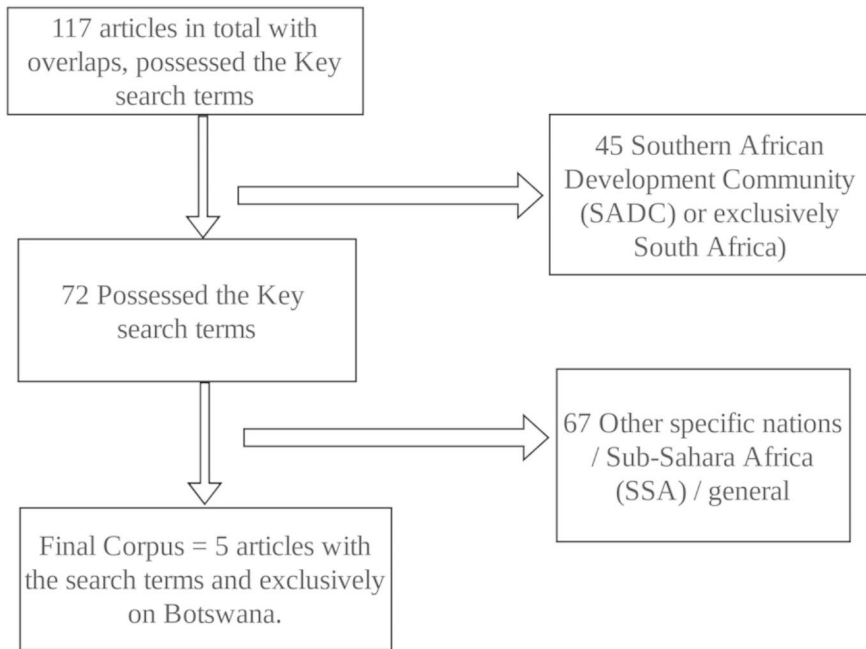 117 articles in total with
overlaps, possessed the Key
search terms
45 Southern African
Development Community
(SADC) or exclusively
South Africa)
72 Possessed the Key
search terms
67 Other specific nations
/ Sub-Sahara Africa
(SSA) / general
Final Corpus = 5 articles with
the search terms and exclusively
on Botswana.